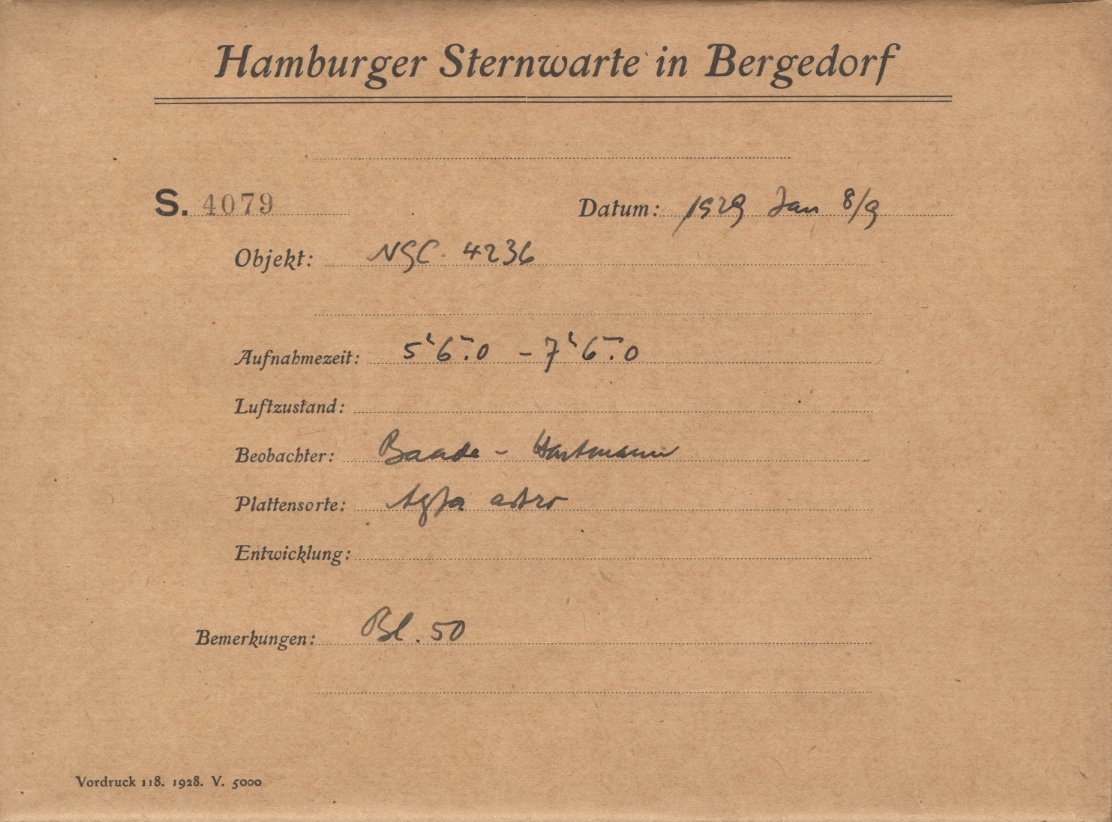 Hamburger Sternwarte in Bergedorf
S. 4079 Datum: 1929 Jan 8/9
Objekt: NGC. 4236
Aufnahmezeit: 5ʰ6ᵐ.0 – 7ʰ6ᵐ.0
Luftzustand:
Beobachter: Baade – Hartmann
Plattensorte: Agfa astro
Entwicklung:
Bemerkungen: Bl. 50
Vordruck 118. 1928. V. 5000